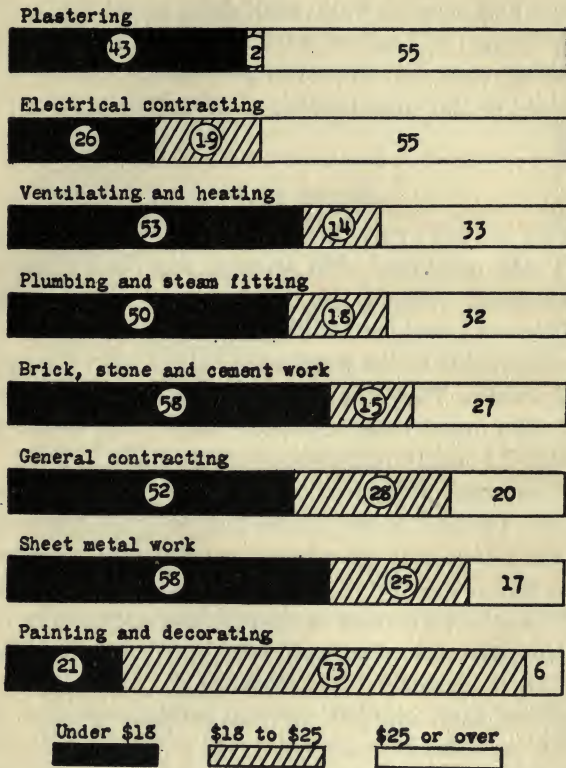 Plastering
43 2 55
Electrical contracting
26 19 55
Ventilating and heating
53 14 33
Plumbing and steam fitting
50 18 32
Brick, stone and cement work
58 15 27
General contracting
52 28 20
Sheet metal work
58 25 17
Painting and decorating
21 73 6
Under $18 $18 to $25 $25 or over